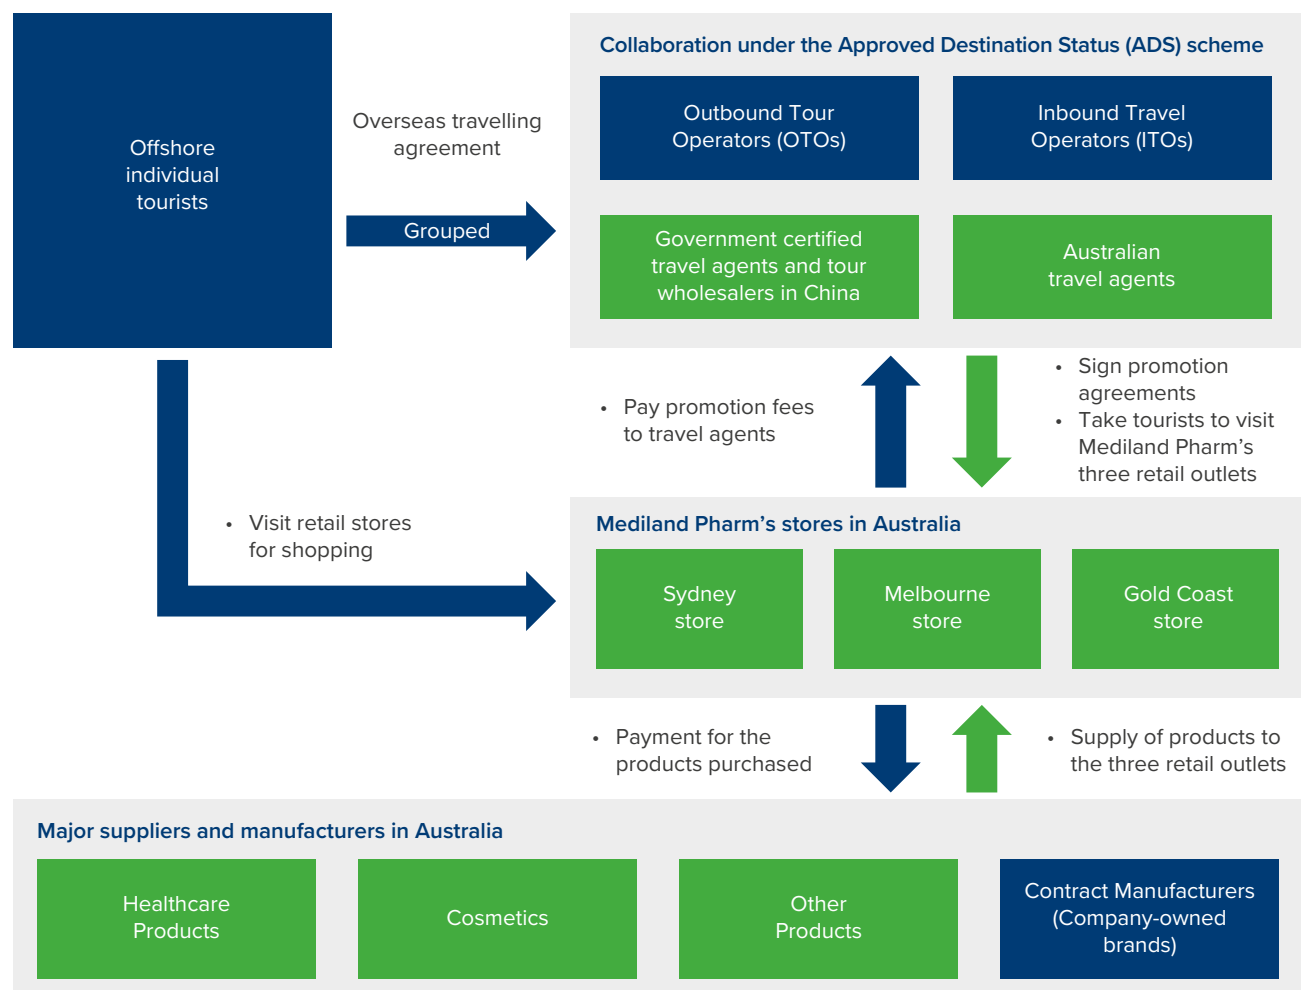 Offshore
individual
tourists
Overseas travelling
agreement
Grouped
Collaboration under the Approved Destination Status (ADS) scheme
Outbound Tour
Operators (OTOs)
Inbound Travel
Operators (ITOs)
Government certified
travel agents and tour
wholesalers in China
Australian
travel agents
• Pay promotion fees
to travel agents
• Sign promotion
agreements
• Take tourists to visit
Mediland Pharm's
three retail outlets
• Visit retail stores
for shopping
Mediland Pharm's stores in Australia
Sydney
store
Melbourne
store
Gold Coast
store
• Payment for the
products purchased
• Supply of products to
the three retail outlets
Major suppliers and manufacturers in Australia
Healthcare
Products
Cosmetics
Other
Products
Contract Manufacturers
(Company-owned
brands)